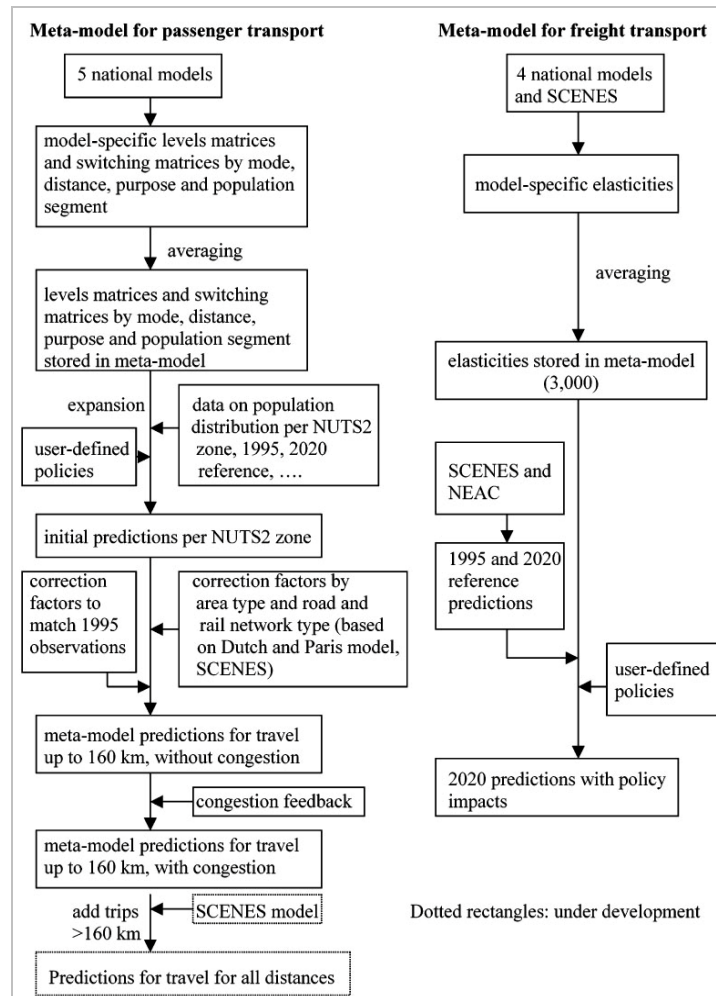 Meta-model for passenger transport
5 national models
model-specific levels matrices
and switching matrices by mode,
distance, purpose and population
segment
averaging
levels matrices and switching
matrices by mode, distance,
purpose and population segment
stored in meta-model
expansion
data on population
distribution per NUTS2
zone, 1995, 2020
reference, ….
user-defined
policies
initial predictions per NUTS2 zone
correction
factors to
match 1995
observations
correction factors by
area type and road and
rail network type (based
on Dutch and Paris model,
SCENES)
meta-model predictions for travel
up to 160 km, without congestion
congestion feedback
meta-model predictions for travel
up to 160 km, with congestion
add trips
>160 km
SCENES model
Predictions for travel for all distances
Meta-model for freight transport
4 national models
and SCENES
model-specific elasticities
averaging
elasticities stored in meta-model
(3,000)
SCENES and
NEAC
1995 and 2020
reference
predictions
user-defined
policies
2020 predictions with policy
impacts
Dotted rectangles: under development